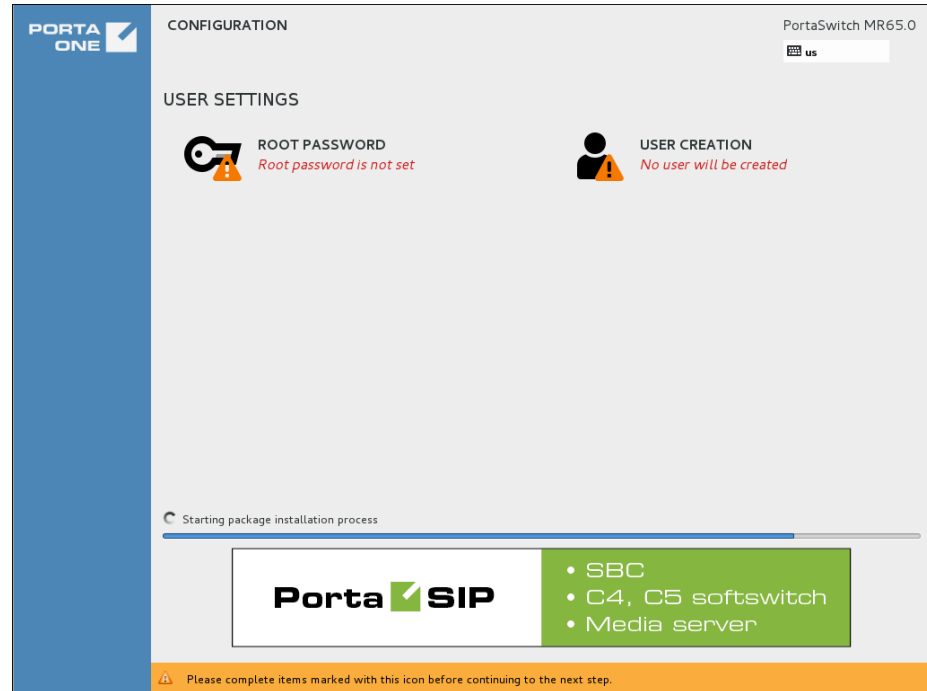 PORTA
ONE
CONFIGURATION
PortaSwitch MR65.0
us
USER SETTINGS
ROOT PASSWORD
Root password is not set
USER CREATION
No user will be created
Starting package installation process
Porta SIP
• SBC
• C4, C5 softswitch
• Media server
Please complete items marked with this icon before continuing to the next step.